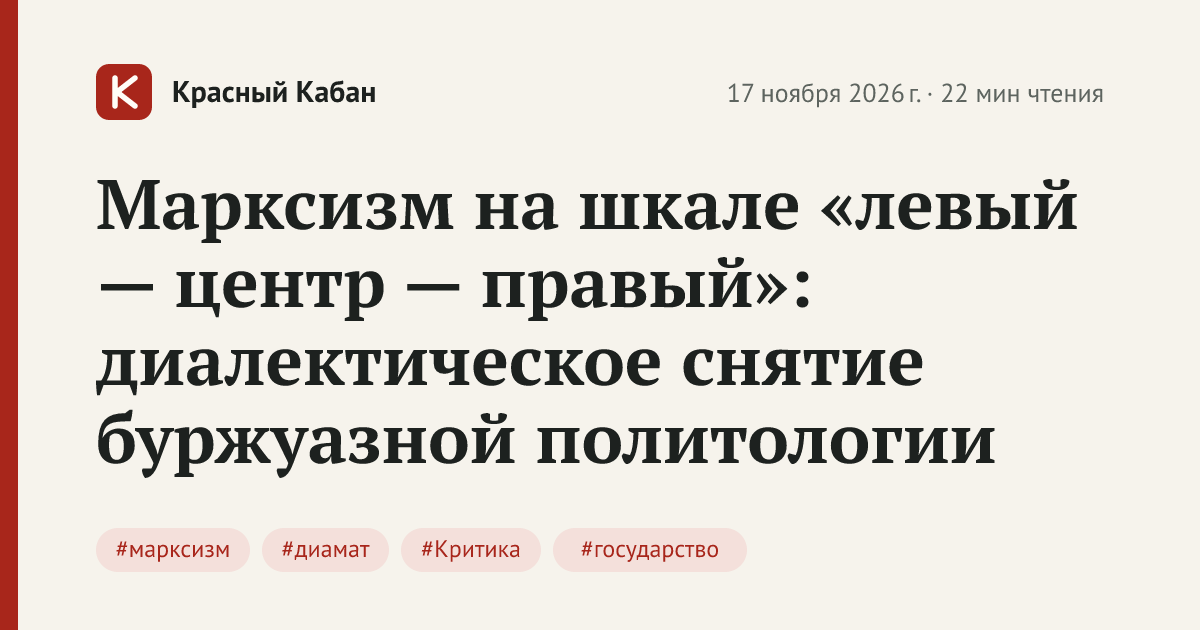 К Красный Кабан
17 ноября 2026 г. · 22 мин чтения
Марксизм на шкале «левый
— центр — правый»:
диалектическое снятие
буржуазной политологии
#марксизм #диамат #Критика #государство